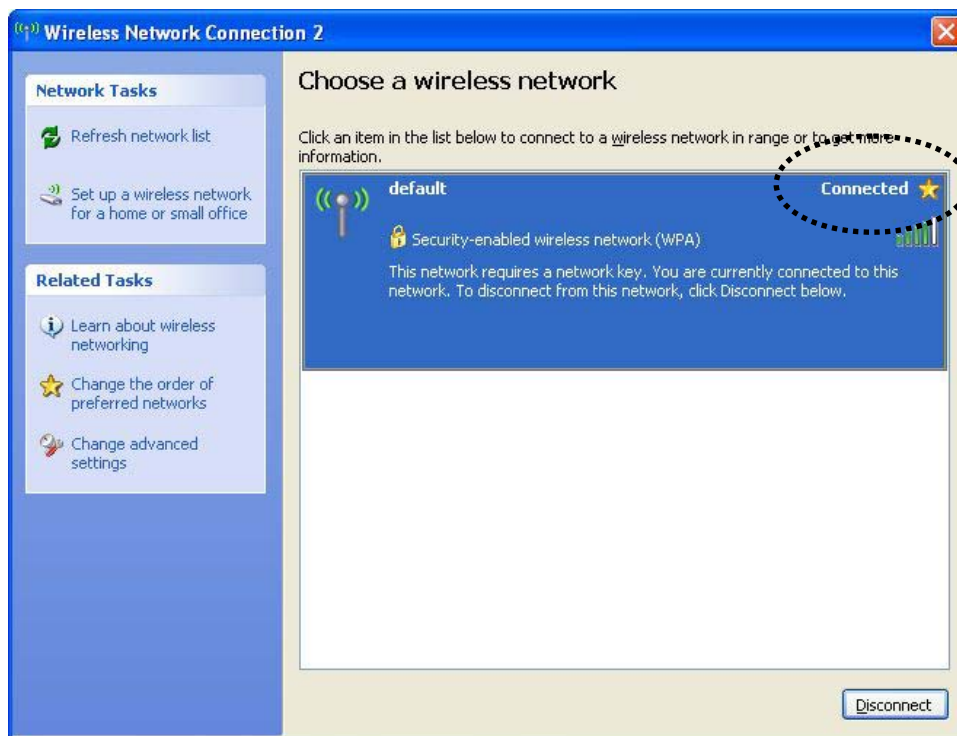 Wireless Network Connection 2
Network Tasks
Refresh network list
Set up a wireless network
for a home or small office
Related Tasks
Learn about wireless
networking
Change the order of
preferred networks
Change advanced
settings
Choose a wireless network
Click an item in the list below to connect to a wireless network in range or to get more
information.
default
Connected
Security-enabled wireless network (WPA)
This network requires a network key. You are currently connected to this
network. To disconnect from this network, click Disconnect below.
Disconnect